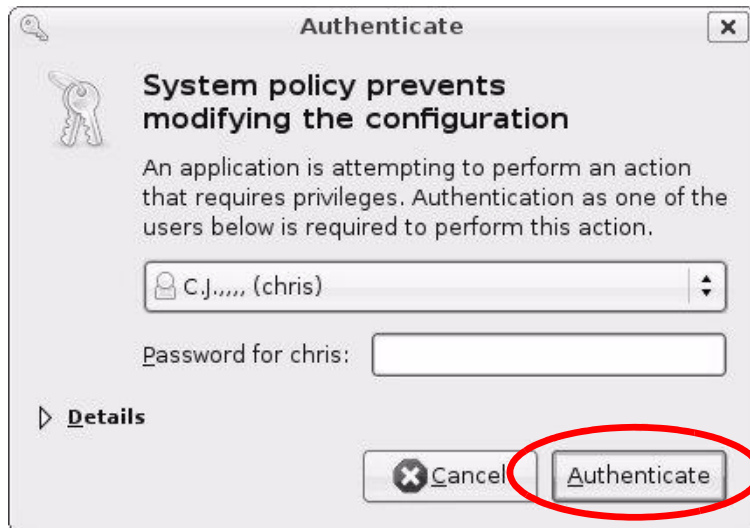 Authenticate
System policy prevents
modifying the configuration
An application is attempting to perform an action
that requires privileges. Authentication as one of the
users below is required to perform this action.
C.J.,,,, (chris)
Password for chris:
Details
Cancel Authenticate